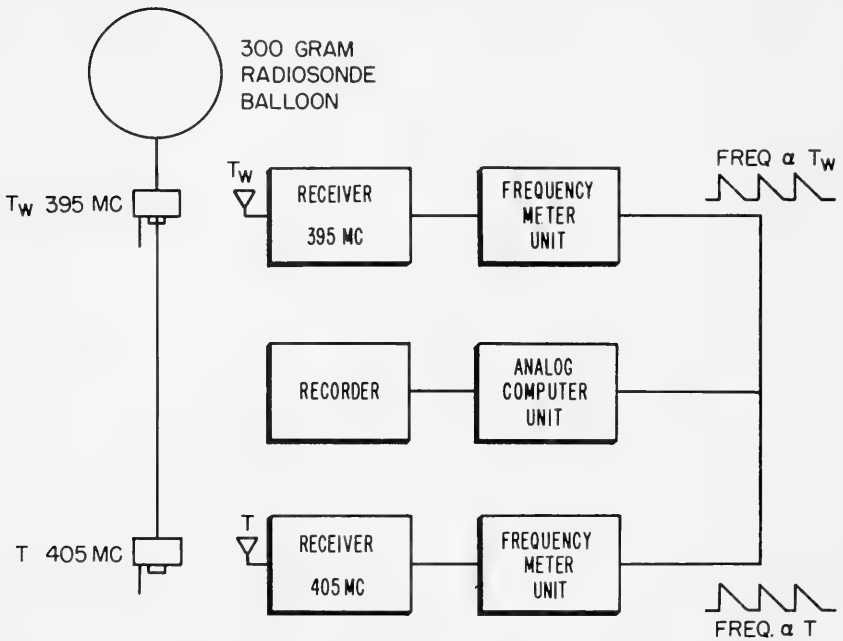 300 GRAM
RADIOSONDE
BALLOON
TW 395 MC
TW
RECEIVER
395 MC
FREQUENCY
METER
UNIT
FREQ α TW
RECORDER
ANALOG
COMPUTER
UNIT
T 405 MC
T
RECEIVER
405 MC
FREQUENCY
METER
UNIT
FREQ. α T